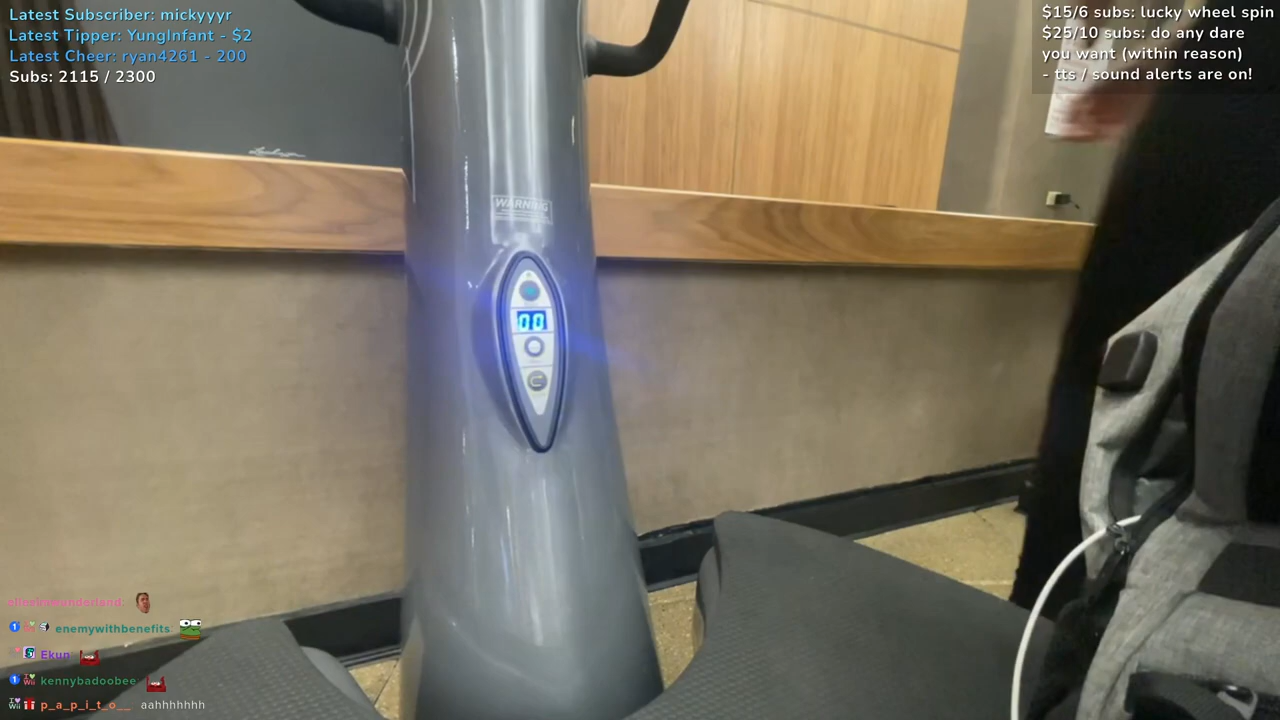 Latest Subscriber: mickyyyr
Latest Tipper: YungInfant - $2
Latest Cheer: ryan4261 - 200
Subs: 2115 / 2300
$15/6 subs: lucky wheel spin
$25/10 subs: do any dare
you want (within reason)
- tts / sound alerts are on!
WARNING
00
enemywithbenefits
Ekun
kennybadoobee
p_a_p_i_t_o__ aahhhhhhh